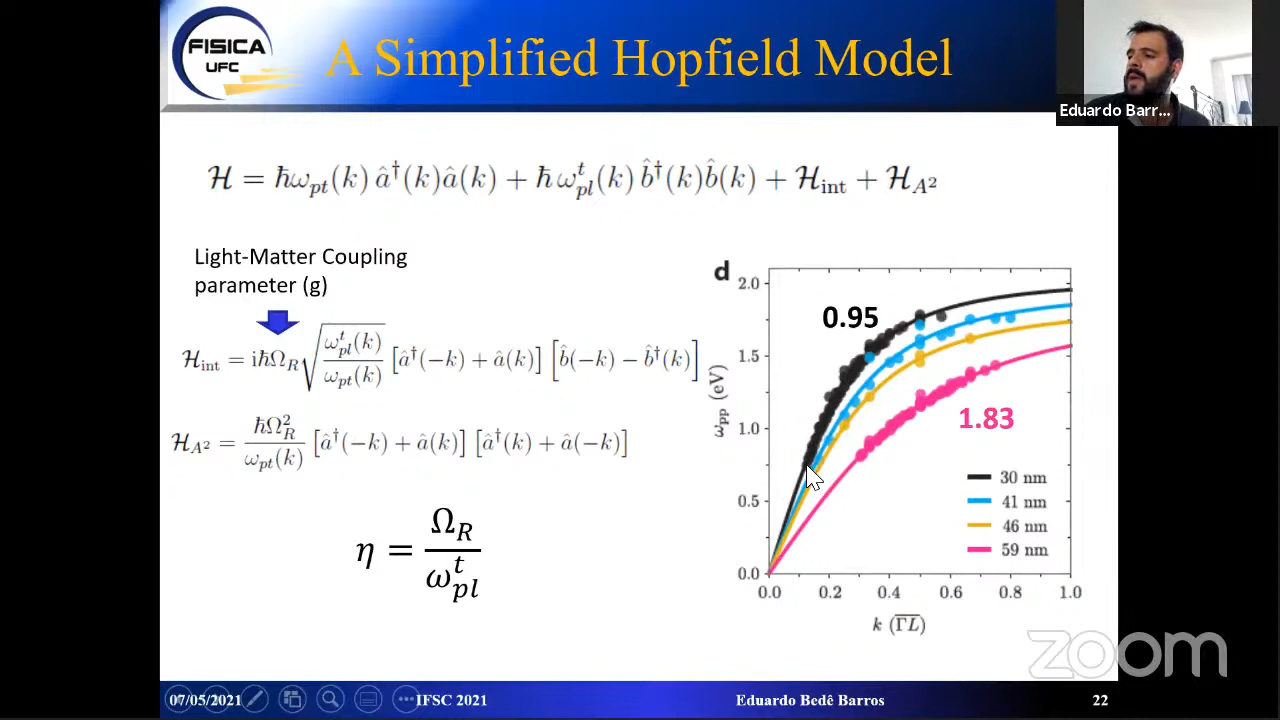 FISICA
UFC
A Simplified Hopfield Model
Eduardo Barr...
ℋ = ħω_pt(k) â†(k)â(k) + ħ ω^t_pl(k) b̂†(k)b̂(k) + ℋ_int + ℋ_A²
Light-Matter Coupling
parameter (g)
ℋ_int = iħΩ_R √(ω^t_pl(k)/ω_pt(k)) [â†(−k) + â(k)] [b̂(−k) − b̂†(k)]
ℋ_A² = ħΩ²_R/ω_pt(k) [â†(−k) + â(k)] [â†(k) + â(−k)]
η = Ω_R/ω^t_pl
d
2.0
1.5
1.0
0.5
0.0
ω_pp (eV)
0.95
1.83
30 nm
41 nm
46 nm
59 nm
0.0 0.2 0.4 0.6 0.8 1.0
k (Γ̅L̅)
zoom
07/05/2021
IFSC 2021
Eduardo Bedê Barros
22